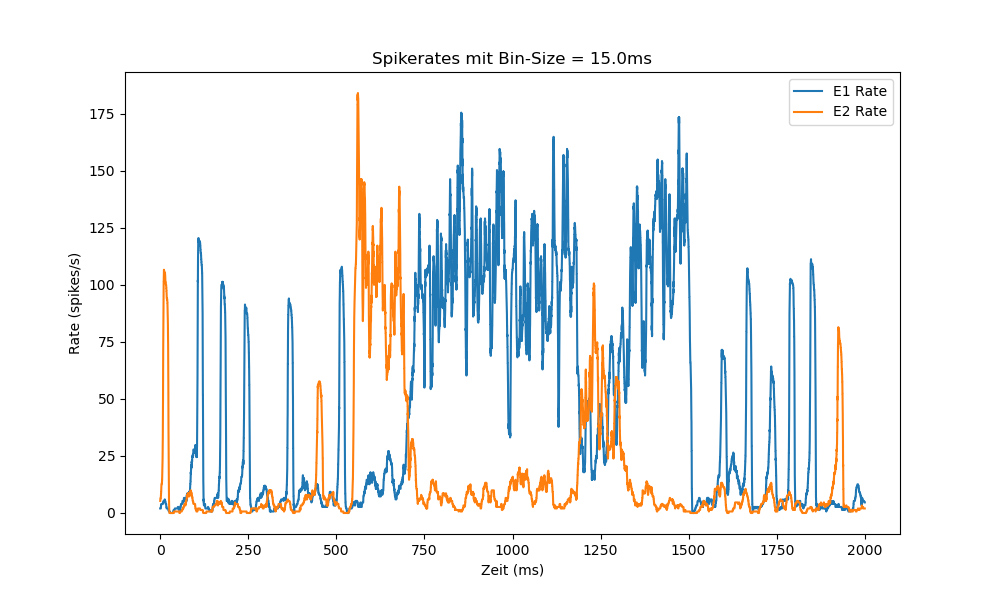 Spikerates mit Bin-Size = 15.0ms
E1 Rate
E2 Rate
Rate (spikes/s)
175
150
125
100
75
50
25
0
0 250 500 750 1000 1250 1500 1750 2000
Zeit (ms)